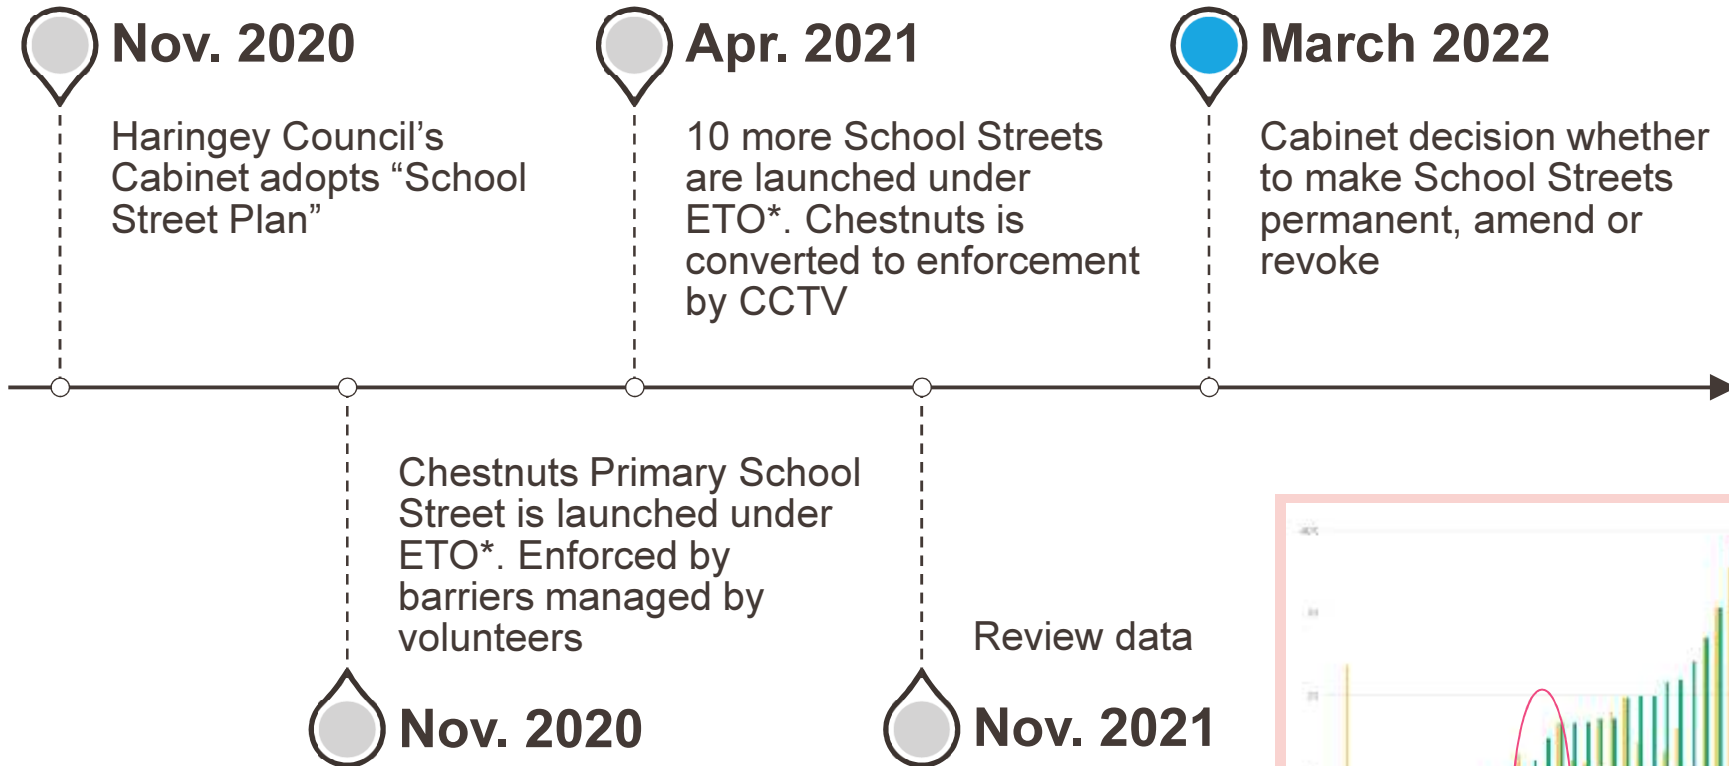 Nov. 2020
Haringey Council’s
Cabinet adopts “School
Street Plan”
Apr. 2021
10 more School Streets
are launched under
ETO*. Chestnuts is
converted to enforcement
by CCTV
March 2022
Cabinet decision whether
to make School Streets
permanent, amend or
revoke
Chestnuts Primary School
Street is launched under
ETO*. Enforced by
barriers managed by
volunteers
Nov. 2020
Review data
Nov. 2021